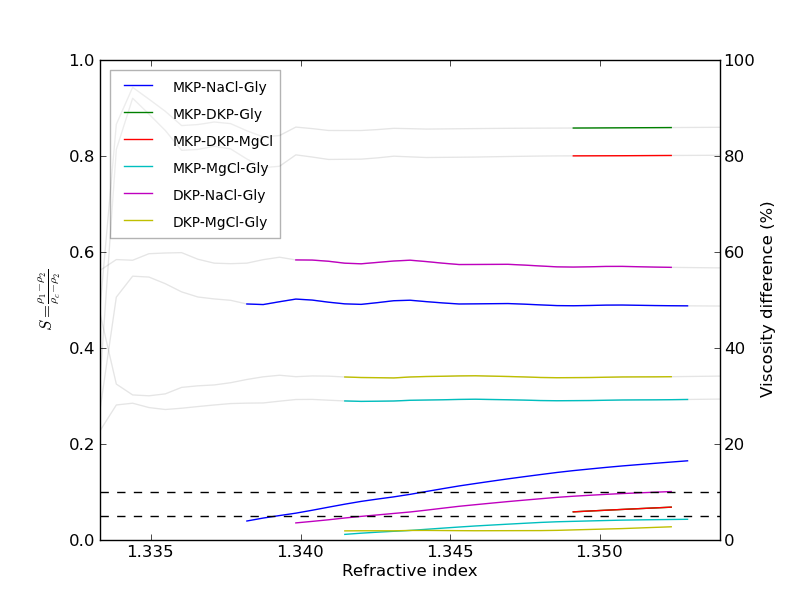 1.0
0.8
0.6
0.4
0.2
0.0
S = (ρ₁−ρ₂)/(ρ_c−ρ₂)
MKP-NaCl-Gly
MKP-DKP-Gly
MKP-DKP-MgCl
MKP-MgCl-Gly
DKP-NaCl-Gly
DKP-MgCl-Gly
100
80
60
40
20
0
Viscosity difference (%)
1.335
1.340
1.345
1.350
Refractive index